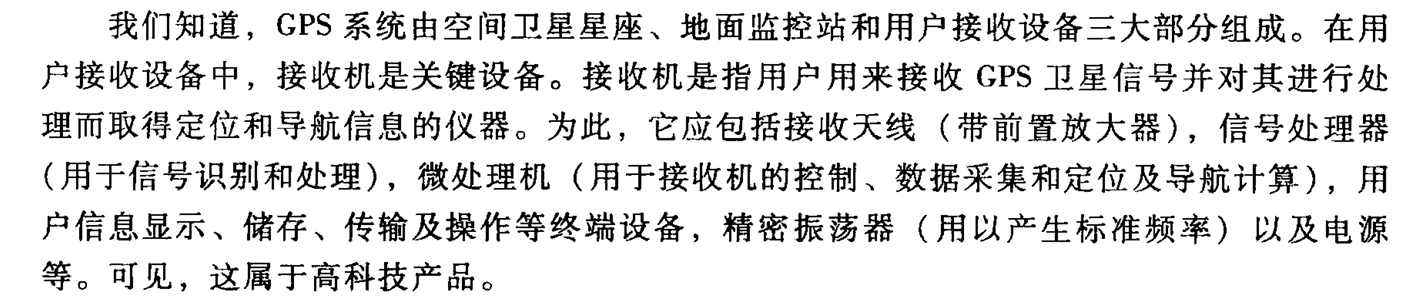 我们知道，GPS 系统由空间卫星星座、地面监控站和用户接收设备三大部分组成。在用
户接收设备中，接收机是关键设备。接收机是指用户用来接收 GPS 卫星信号并对其进行处
理而取得定位和导航信息的仪器。为此，它应包括接收天线（带前置放大器），信号处理器
（用于信号识别和处理），微处理机（用于接收机的控制、数据采集和定位及导航计算），用
户信息显示、储存、传输及操作等终端设备，精密振荡器（用以产生标准频率）以及电源
等。可见，这属于高科技产品。